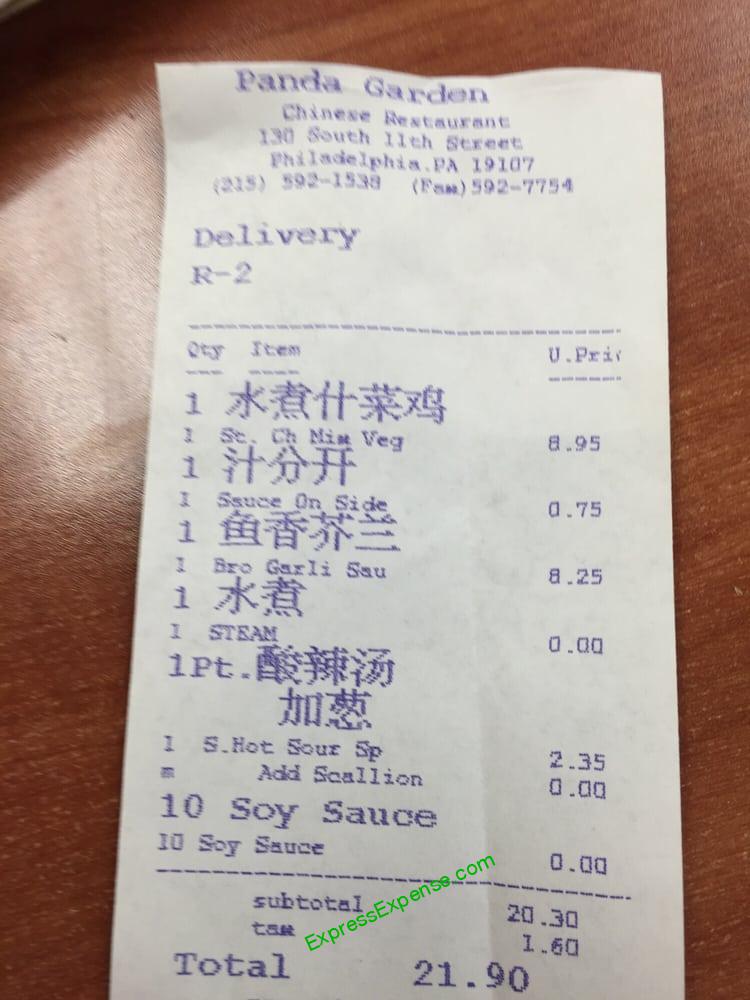 Panda Garden
Chinese Restaurant
130 South 11th Street
Philadelphia.PA 19107
(215) 592-1538 (Fax)592-7754
Delivery
R-2
Qty Item U.Pri
1 水煮什菜鸡
1 St. Ch Mix Veg 8.95
1 汁分开
1 Sauce On Side 0.75
1 鱼香芥兰
1 Bro Garli Sau 8.25
1 水煮
1 STEAM 0.00
1Pt.酸辣汤
加葱
1 S.Hot Sour Sp 2.35
m Add Scallion 0.00
10 Soy Sauce
10 Soy Sauce 0.00
subtotal 20.30
tax 1.60
Total 21.90
ExpressExpense.com